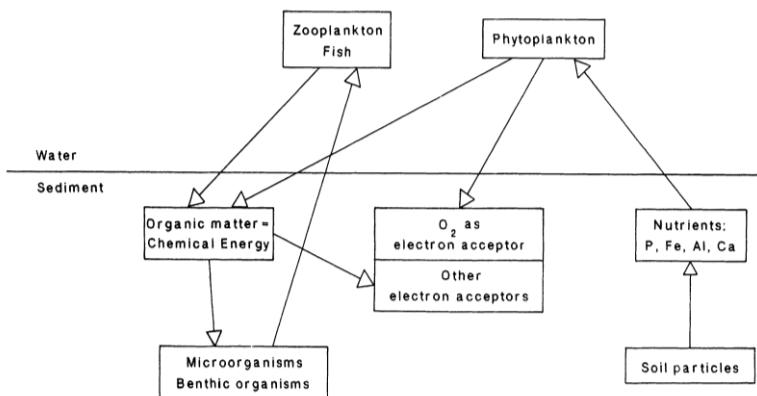 Zooplankton
Fish
Phytoplankton
Water
Sediment
Organic matter =
Chemical Energy
O2 as
electron acceptor
Other
electron acceptors
Nutrients:
P, Fe, Al, Ca
Microorganisms
Benthic organisms
Soil particles